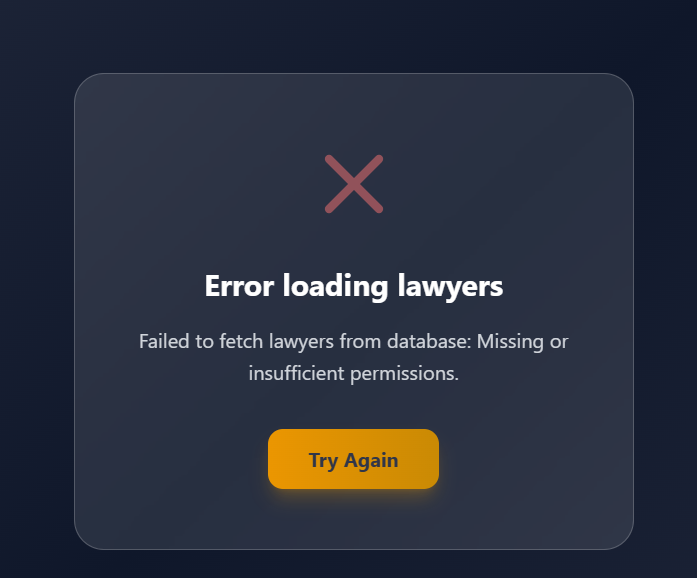 Error loading lawyers
Failed to fetch lawyers from database: Missing or
insufficient permissions.
Try Again